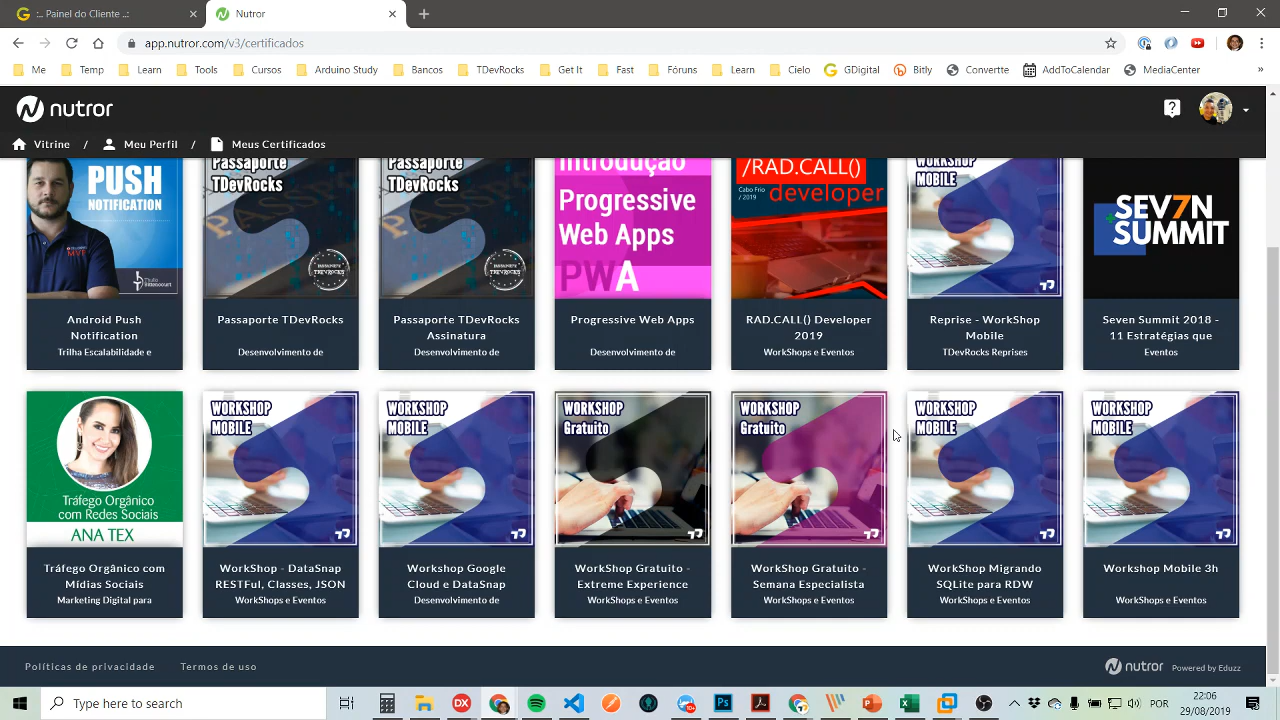 :. Painel do Cliente .:
Nutror
app.nutror.com/v3/certificados
Me
Temp
Learn
Tools
Cursos
Arduino Study
Bancos
TDevRocks
Get It
Fast
Fóruns
Learn
Cielo
GDigital
Bitly
Convertte
AddToCalendar
MediaCenter
»
nutror
Vitrine / Meu Perfil / Meus Certificados
PUSH
NOTIFICATION
Android Push
Notification
Trilha Escalabilidade e
Passaporte
TDevRocks
PASSAPORTE
TDEVROCKS
Passaporte TDevRocks
Desenvolvimento de
Passaporte
TDevRocks
PASSAPORTE
TDEVROCKS
Passaporte TDevRocks
Assinatura
Desenvolvimento de
Introdução
Progressive
Web Apps
PWA
Progressive Web Apps
Desenvolvimento de
/RAD.CALL()
Cabo Frio
/ 2019
developer
RAD.CALL() Developer
2019
WorkShops e Eventos
WORKSHOP
MOBILE
Reprise - WorkShop
Mobile
TDevRocks Reprises
SEV7N
SUMMIT
Seven Summit 2018 -
11 Estratégias que
Eventos
Tráfego Orgânico
com Redes Sociais
ANA TEX
Tráfego Orgânico com
Mídias Sociais
Marketing Digital para
WORKSHOP
MOBILE
WorkShop - DataSnap
RESTFul, Classes, JSON
WorkShops e Eventos
WORKSHOP
MOBILE
Workshop Google
Cloud e DataSnap
Desenvolvimento de
WORKSHOP
Gratuito
WorkShop Gratuito -
Extreme Experience
WorkShops e Eventos
WORKSHOP
Gratuito
WorkShop Gratuito -
Semana Especialista
WorkShops e Eventos
WORKSHOP
MOBILE
WorkShop Migrando
SQLite para RDW
WorkShops e Eventos
WORKSHOP
MOBILE
Workshop Mobile 3h
WorkShops e Eventos
Políticas de privacidade
Termos de uso
nutror
Powered by Eduzz
Type here to search
POR
22:06
29/08/2019